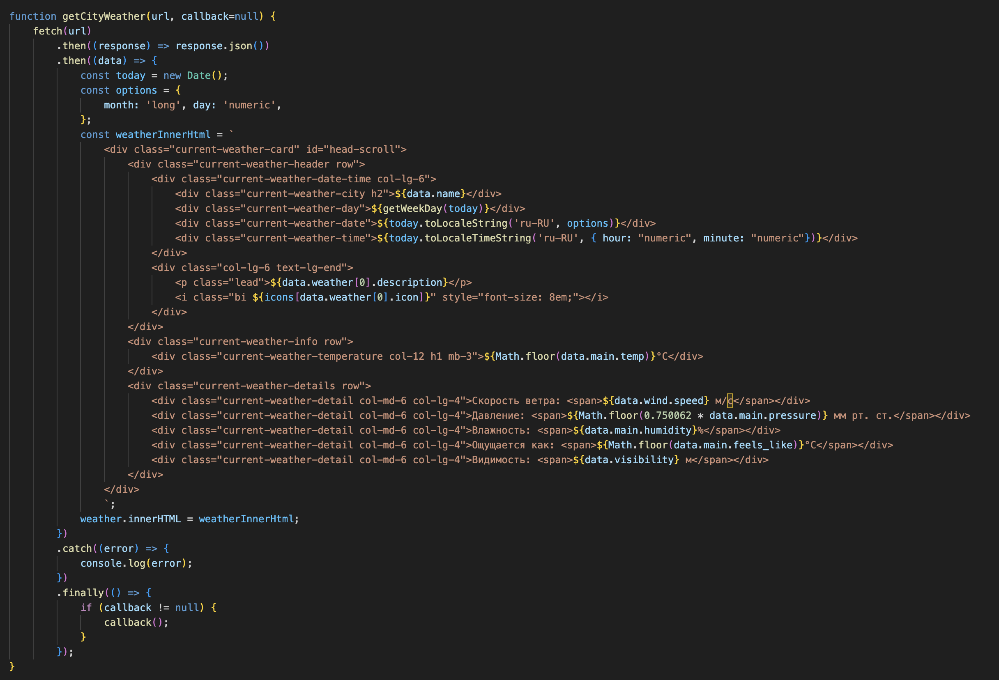 function getCityWeather(url, callback=null) {
    fetch(url)
        .then((response) => response.json())
        .then((data) => {
            const today = new Date();
            const options = {
                month: 'long', day: 'numeric',
            };
            const weatherInnerHtml = `
                <div class="current-weather-card" id="head-scroll">
                    <div class="current-weather-header row">
                        <div class="current-weather-date-time col-lg-6">
                            <div class="current-weather-city h2">${data.name}</div>
                            <div class="current-weather-day">${getWeekDay(today)}</div>
                            <div class="current-weather-date">${today.toLocaleString('ru-RU', options)}</div>
                            <div class="current-weather-time">${today.toLocaleTimeString('ru-RU', { hour: "numeric", minute: "numeric"})}</div>
                        </div>
                        <div class="col-lg-6 text-lg-end">
                            <p class="lead">${data.weather[0].description}</p>
                            <i class="bi ${icons[data.weather[0].icon]}" style="font-size: 8em;"></i>
                        </div>
                    </div>
                    <div class="current-weather-info row">
                        <div class="current-weather-temperature col-12 h1 mb-3">${Math.floor(data.main.temp)}°C</div>
                    </div>
                    <div class="current-weather-details row">
                        <div class="current-weather-detail col-md-6 col-lg-4">Скорость ветра: <span>${data.wind.speed} м/с</span></div>
                        <div class="current-weather-detail col-md-6 col-lg-4">Давление: <span>${Math.floor(0.750062 * data.main.pressure)} мм рт. ст.</span></div>
                        <div class="current-weather-detail col-md-6 col-lg-4">Влажность: <span>${data.main.humidity}%</span></div>
                        <div class="current-weather-detail col-md-6 col-lg-4">Ощущается как: <span>${Math.floor(data.main.feels_like)}°C</span></div>
                        <div class="current-weather-detail col-md-6 col-lg-4">Видимость: <span>${data.visibility} м</span></div>
                    </div>
                </div>
                `;
            weather.innerHTML = weatherInnerHtml;
        })
        .catch((error) => {
            console.log(error);
        })
        .finally(() => {
            if (callback != null) {
                callback();
            }
        });
}